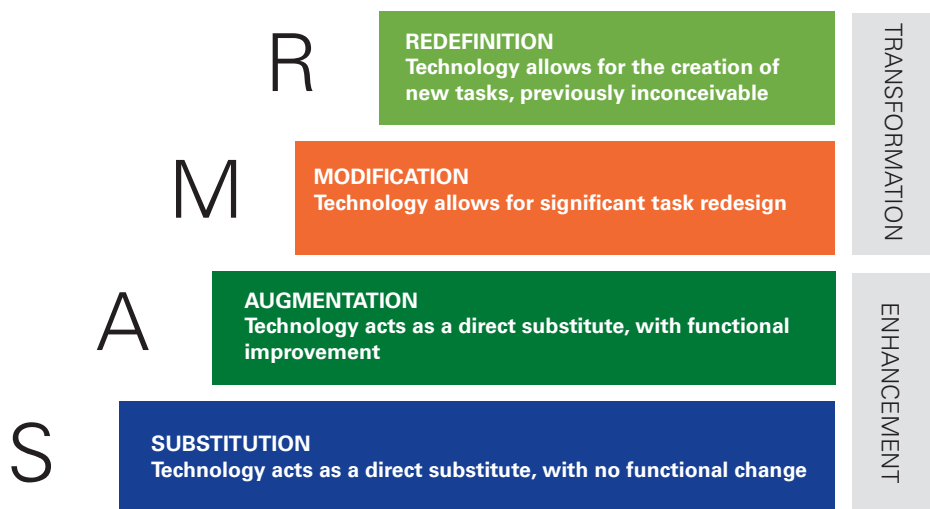 R
REDEFINITION
Technology allows for the creation of
new tasks, previously inconceivable
M
MODIFICATION
Technology allows for significant task redesign
TRANSFORMATION
A
AUGMENTATION
Technology acts as a direct substitute, with functional
improvement
S
SUBSTITUTION
Technology acts as a direct substitute, with no functional change
ENHANCEMENT